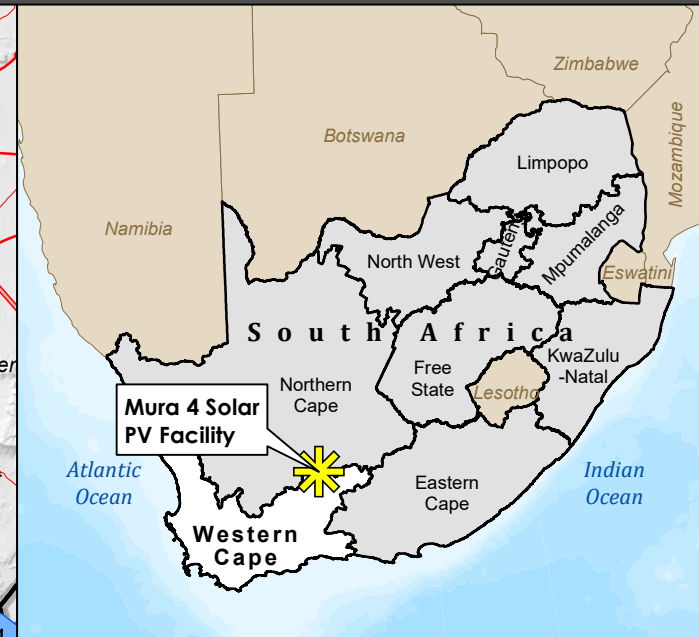 Zimbabwe
Botswana
Mozambique
Limpopo
Namibia
North West
Gauteng
Mpumalanga
Eswatini
South Africa
KwaZulu
-Natal
Free
State
Lesotho
Northern
Cape
Mura 4 Solar
PV Facility
Atlantic
Ocean
Indian
Ocean
Eastern
Cape
Western
Cape
er